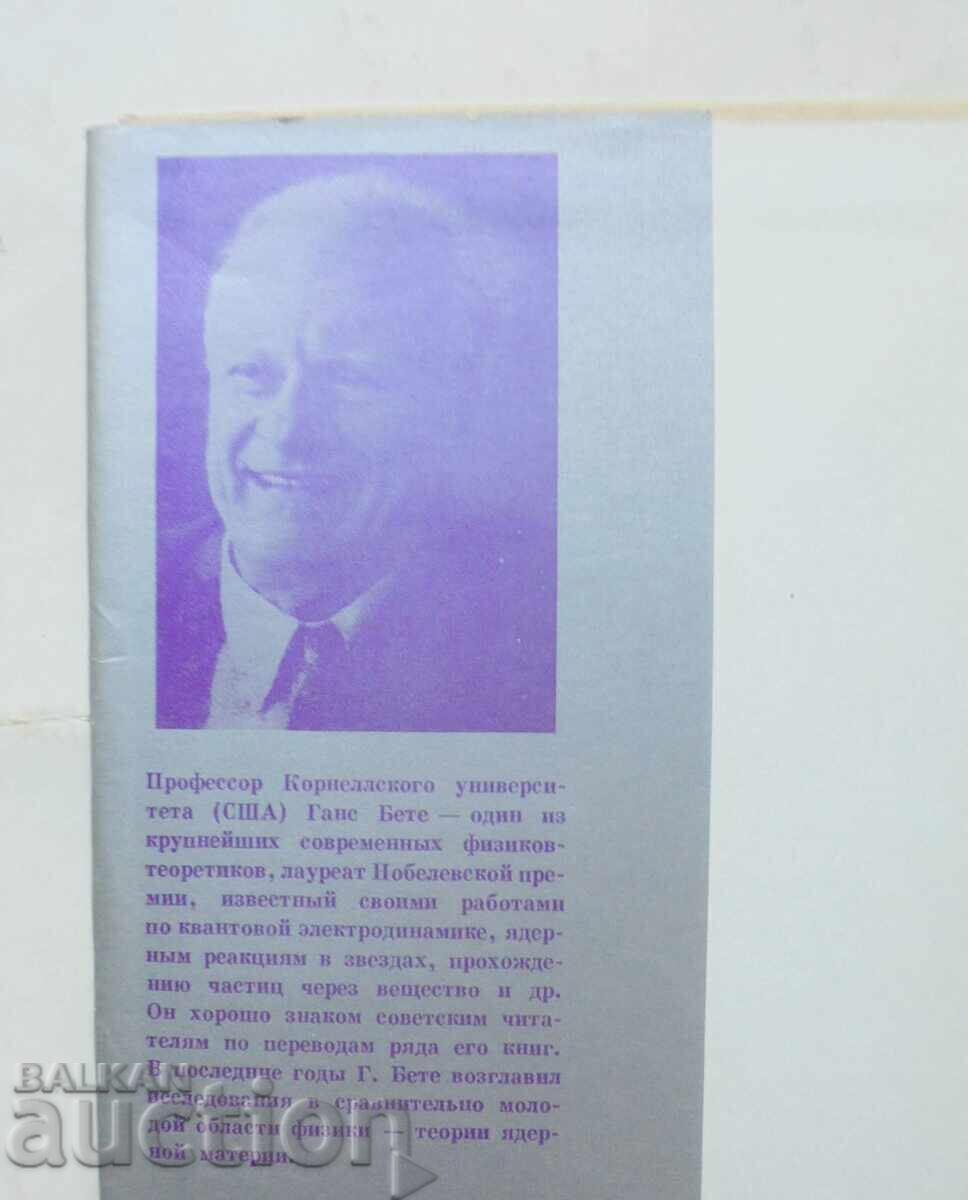 Профессор Корнеллского универси-
тета (США) Ганс Бете — один из
крупнейших современных физиков-
теоретиков, лауреат Нобелевской пре-
мии, известный своими работами
по квантовой электродинамике, ядер-
ным реакциям в звездах, прохожде-
нию частиц через вещество и др.
Он хорошо знаком советским чита-
телям по переводам ряда его книг.
В последние годы Г. Бете возглавил
исследования в сравнительно моло-
дой области физики — теории ядер-
ной материи.
BALKAN
auction